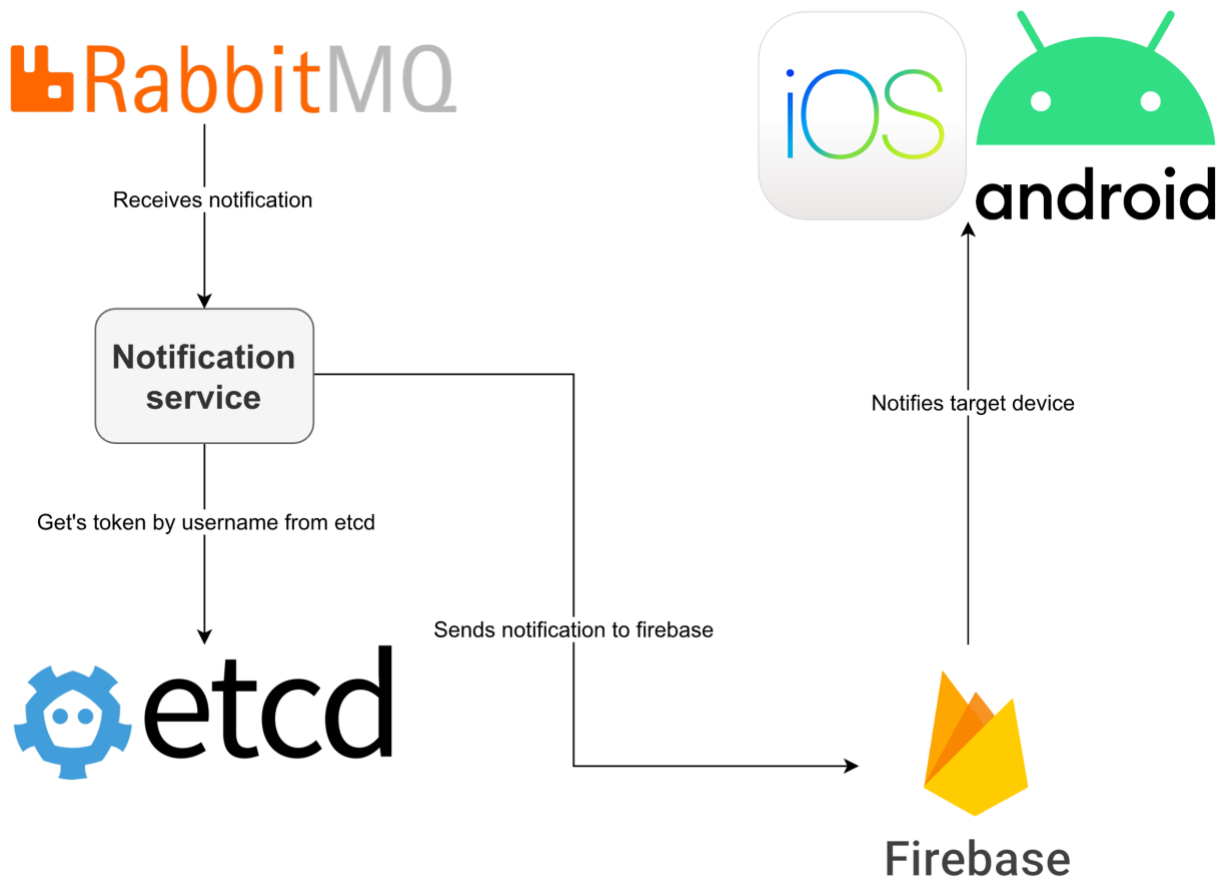 RabbitMQ
iOS
android
Receives notification
Notification
service
Notifies target device
Get's token by username from etcd
Sends notification to firebase
etcd
Firebase